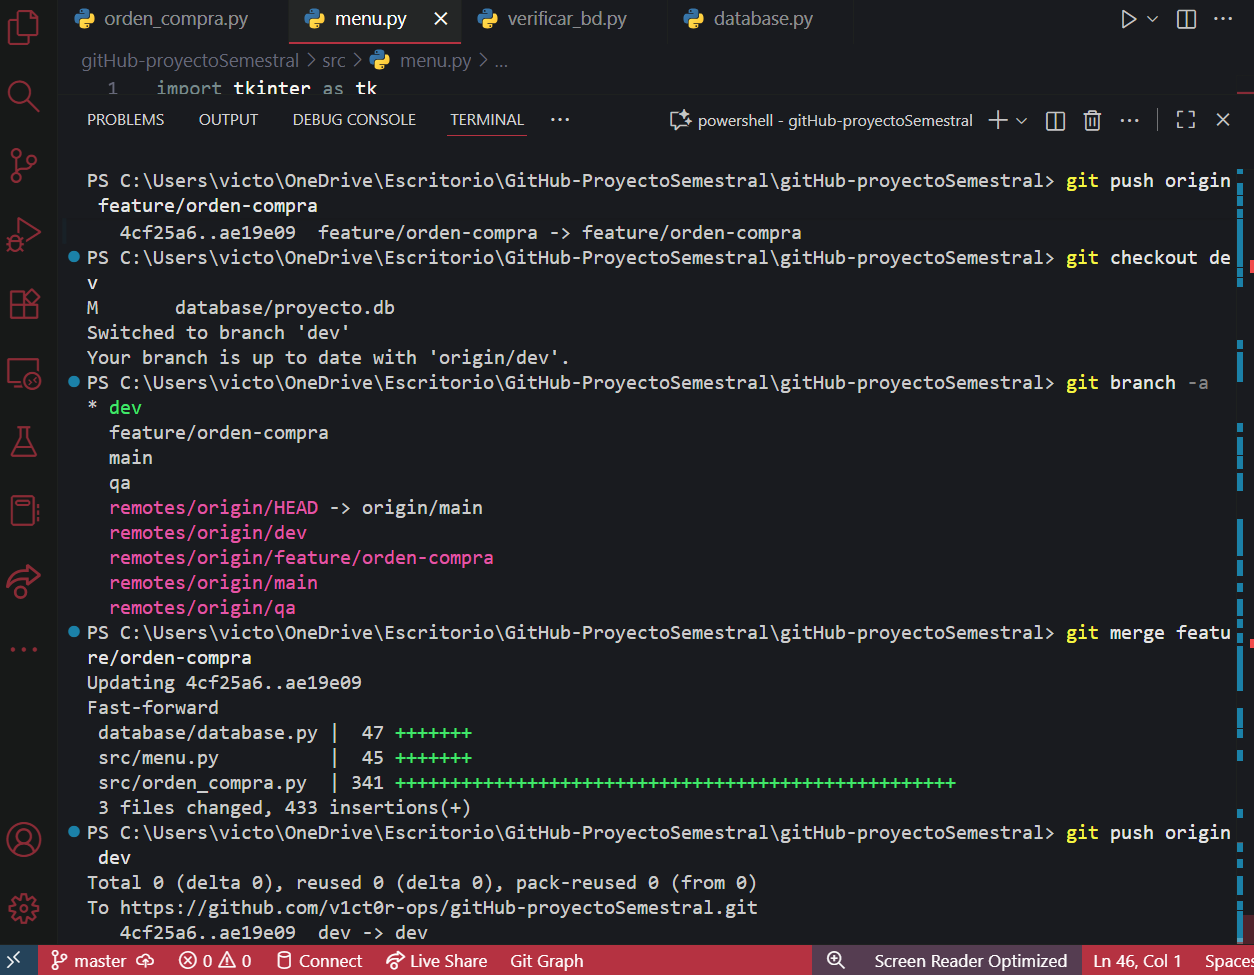 orden_compra.py menu.py verificar_bd.py database.py
gitHub-proyectoSemestral > src > menu.py > ...
1 import tkinter as tk
PROBLEMS OUTPUT DEBUG CONSOLE TERMINAL ... powershell - gitHub-proyectoSemestral
PS C:\Users\victo\OneDrive\Escritorio\GitHub-ProyectoSemestral\gitHub-proyectoSemestral> git push origin
feature/orden-compra
4cf25a6..ae19e09 feature/orden-compra -> feature/orden-compra
PS C:\Users\victo\OneDrive\Escritorio\GitHub-ProyectoSemestral\gitHub-proyectoSemestral> git checkout de
v
M database/proyecto.db
Switched to branch 'dev'
Your branch is up to date with 'origin/dev'.
PS C:\Users\victo\OneDrive\Escritorio\GitHub-ProyectoSemestral\gitHub-proyectoSemestral> git branch -a
* dev
feature/orden-compra
main
qa
remotes/origin/HEAD -> origin/main
remotes/origin/dev
remotes/origin/feature/orden-compra
remotes/origin/main
remotes/origin/qa
PS C:\Users\victo\OneDrive\Escritorio\GitHub-ProyectoSemestral\gitHub-proyectoSemestral> git merge featu
re/orden-compra
Updating 4cf25a6..ae19e09
Fast-forward
database/database.py | 47 +++++++
src/menu.py | 45 +++++++
src/orden_compra.py | 341 +++++++++++++++++++++++++++++++++++++++++++++++++++
3 files changed, 433 insertions(+)
PS C:\Users\victo\OneDrive\Escritorio\GitHub-ProyectoSemestral\gitHub-proyectoSemestral> git push origin
dev
Total 0 (delta 0), reused 0 (delta 0), pack-reused 0 (from 0)
To https://github.com/v1ct0r-ops/gitHub-proyectoSemestral.git
4cf25a6..ae19e09 dev -> dev
master 0 0 Connect Live Share Git Graph Screen Reader Optimized Ln 46, Col 1 Spaces